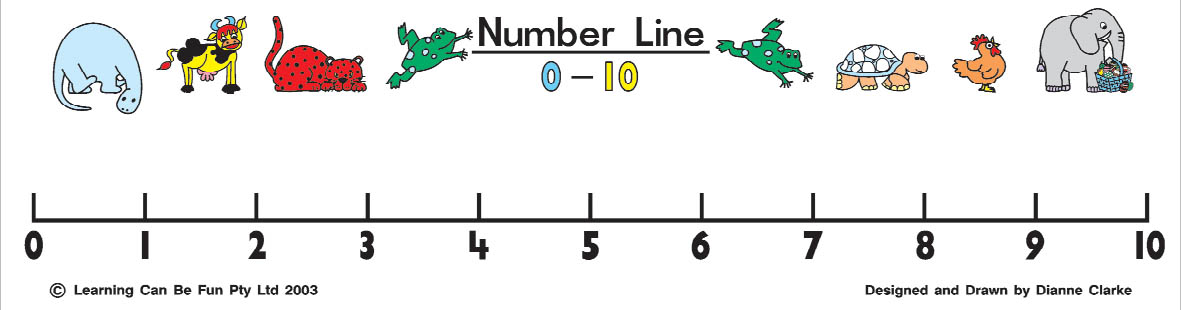 Number Line
0 – 10
0 1 2 3 4 5 6 7 8 9 10
© Learning Can Be Fun Pty Ltd 2003
Designed and Drawn by Dianne Clarke